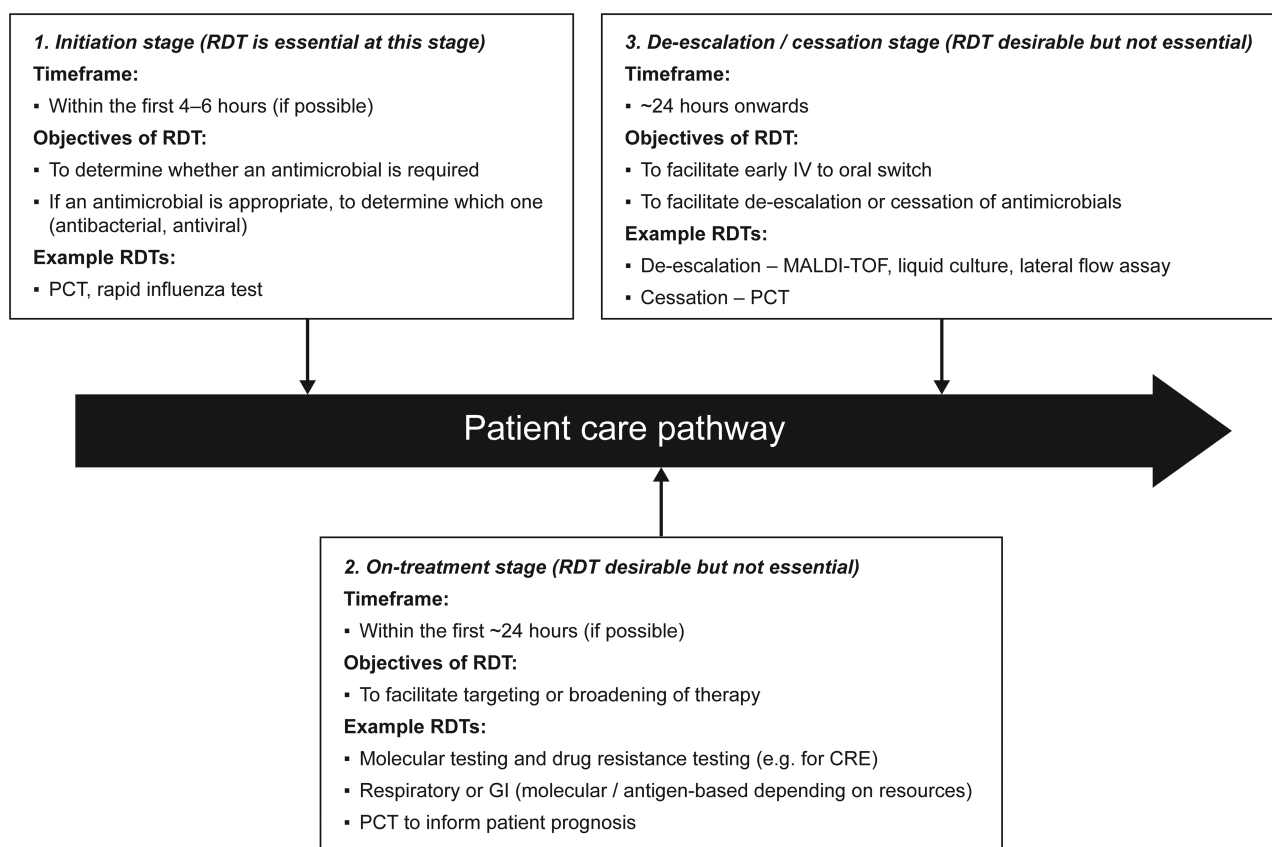 1. Initiation stage (RDT is essential at this stage)
Timeframe:
▪ Within the first 4–6 hours (if possible)
Objectives of RDT:
▪ To determine whether an antimicrobial is required
▪ If an antimicrobial is appropriate, to determine which one
(antibacterial, antiviral)
Example RDTs:
▪ PCT, rapid influenza test
3. De-escalation / cessation stage (RDT desirable but not essential)
Timeframe:
▪ ~24 hours onwards
Objectives of RDT:
▪ To facilitate early IV to oral switch
▪ To facilitate de-escalation or cessation of antimicrobials
Example RDTs:
▪ De-escalation – MALDI-TOF, liquid culture, lateral flow assay
▪ Cessation – PCT
Patient care pathway
2. On-treatment stage (RDT desirable but not essential)
Timeframe:
▪ Within the first ~24 hours (if possible)
Objectives of RDT:
▪ To facilitate targeting or broadening of therapy
Example RDTs:
▪ Molecular testing and drug resistance testing (e.g. for CRE)
▪ Respiratory or GI (molecular / antigen-based depending on resources)
▪ PCT to inform patient prognosis